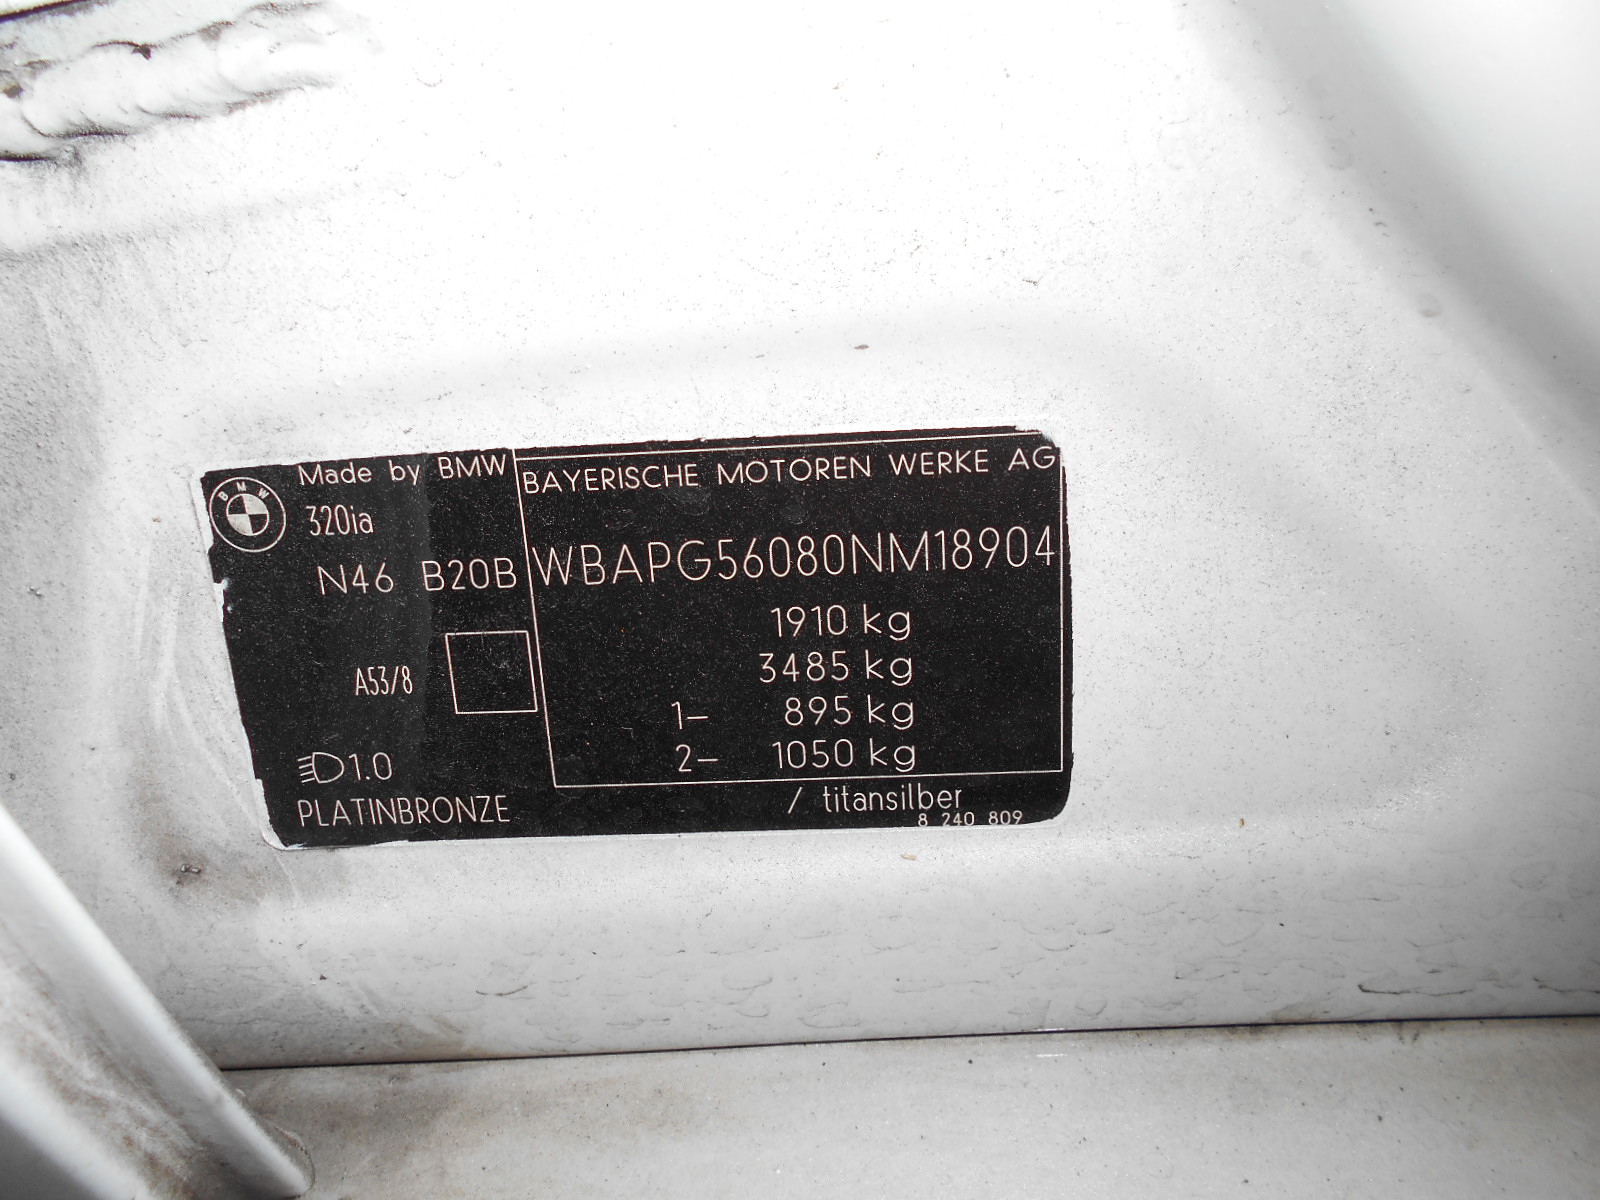 Made by BMW
BMW
320ia
N46 B20B
A53/8
1.0
PLATINBRONZE
BAYERISCHE MOTOREN WERKE AG
WBAPG56080NM18904
1910 kg
3485 kg
1– 895 kg
2– 1050 kg
/ titansilber
8 240 809